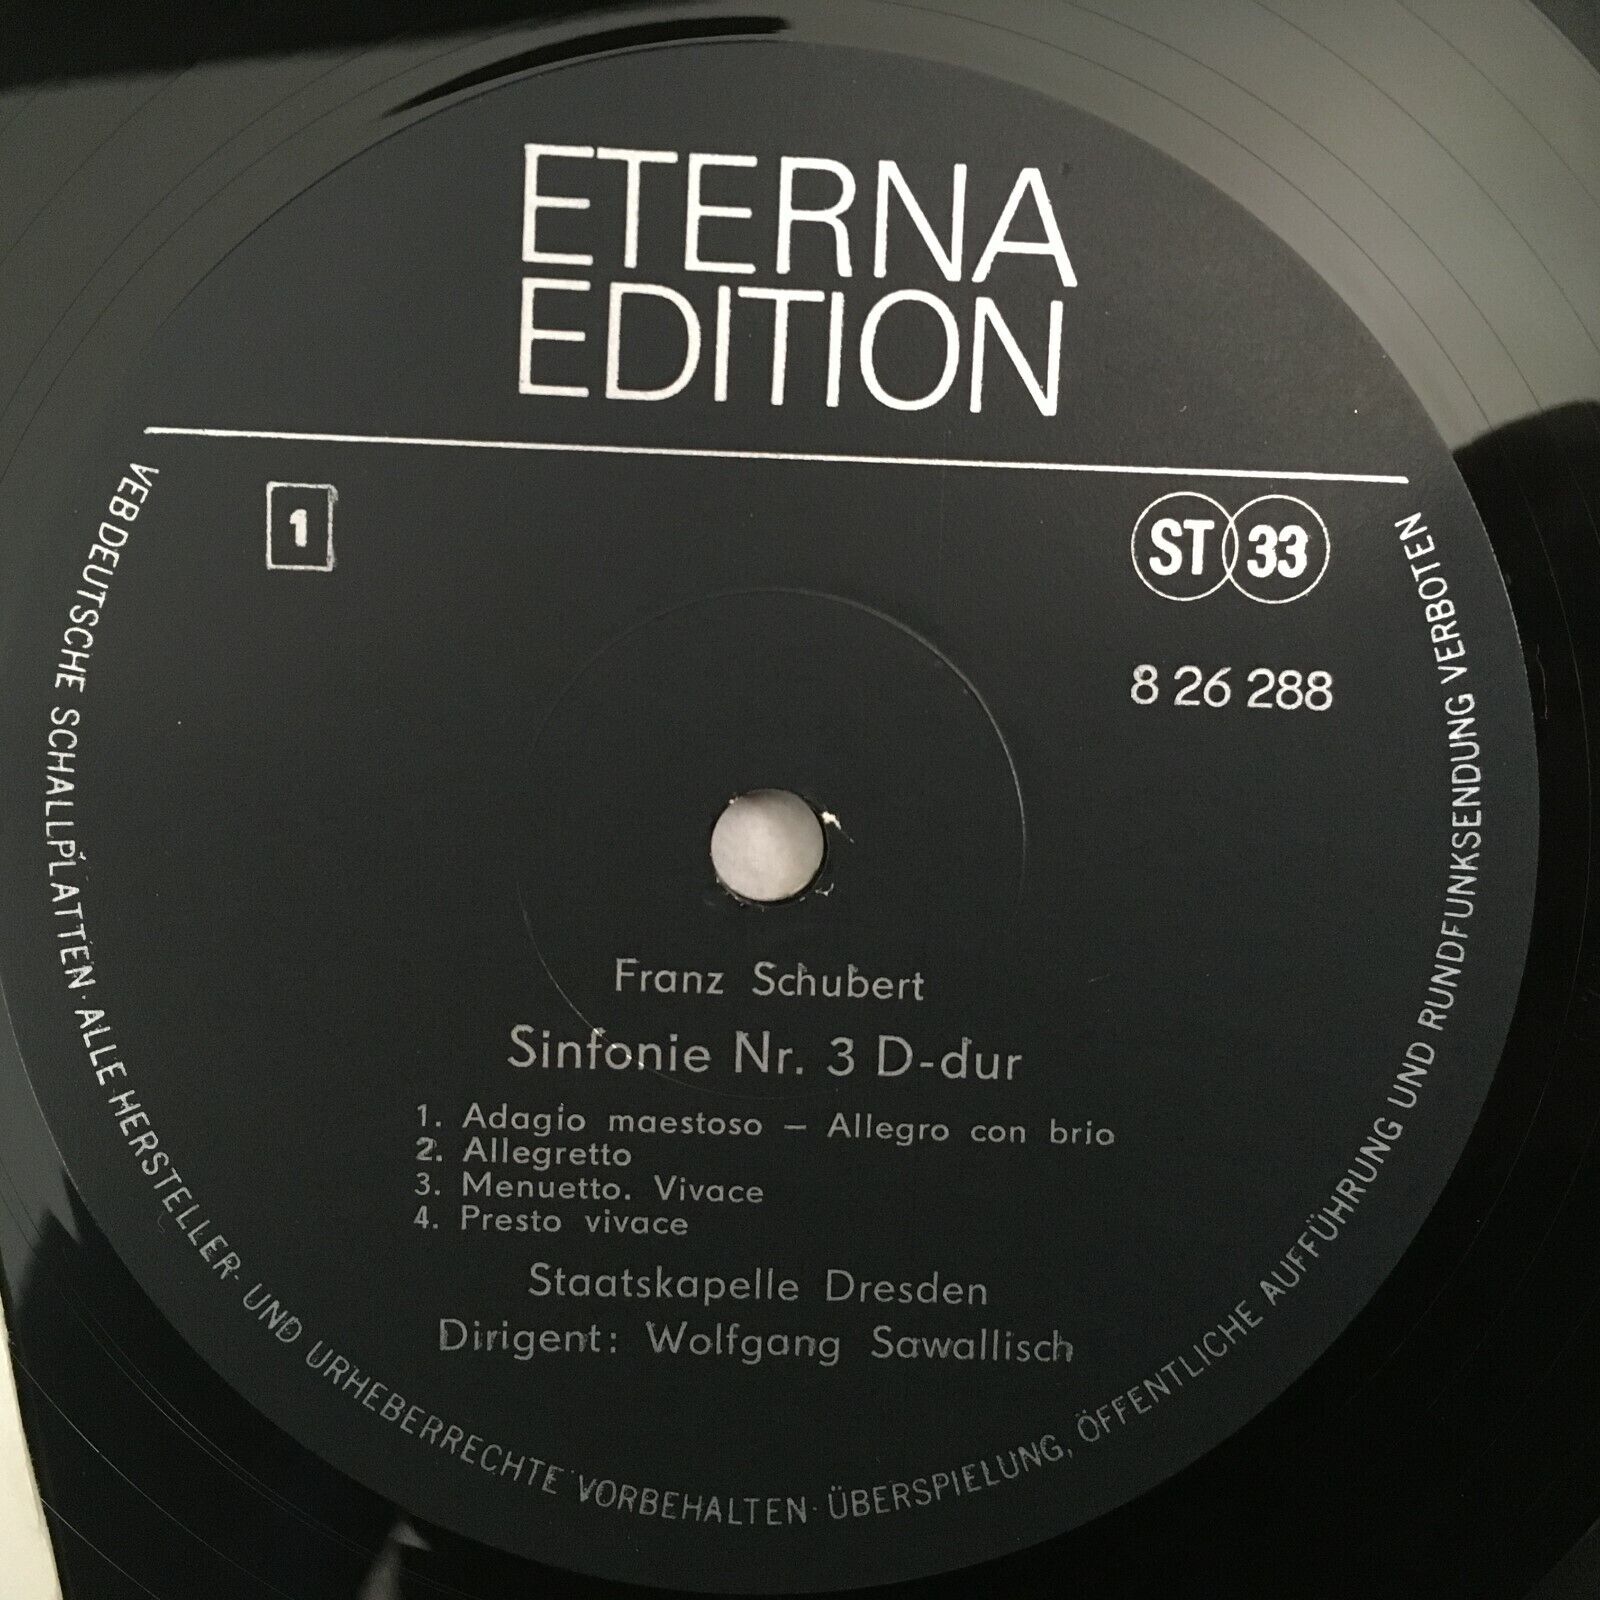 ETERNA
EDITION
1
ST 33
8 26 288
Franz Schubert
Sinfonie Nr. 3 D-dur
1. Adagio maestoso – Allegro con brio
2. Allegretto
3. Menuetto. Vivace
4. Presto vivace
Staatskapelle Dresden
Dirigent: Wolfgang Sawallisch
VEB DEUTSCHE SCHALLPLATTEN · ALLE HERSTELLER- UND URHEBERRECHTE VORBEHALTEN · ÜBERSPIELUNG, ÖFFENTLICHE AUFFÜHRUNG UND RUNDFUNKSENDUNG VERBOTEN